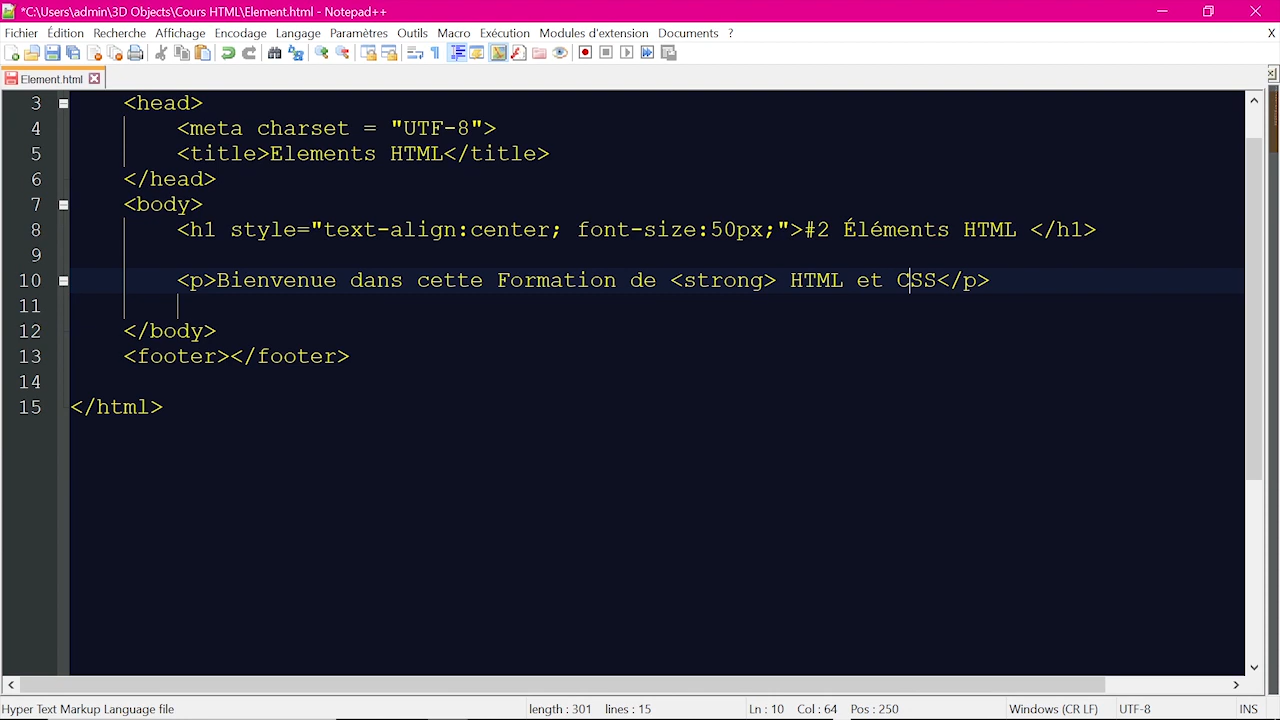 *C:\Users\admin\3D Objects\Cours HTML\Element.html - Notepad++
Fichier Édition Recherche Affichage Encodage Langage Paramètres Outils Macro Exécution Modules d'extension Documents ? X
Element.html
3 <head>
4 <meta charset = "UTF-8">
5 <title>Elements HTML</title>
6 </head>
7 <body>
8 <h1 style="text-align:center; font-size:50px;">#2 Éléments HTML </h1>
9
10 <p>Bienvenue dans cette Formation de <strong> HTML et CSS</p>
11
12 </body>
13 <footer></footer>
14
15 </html>
Hyper Text Markup Language file length : 301 lines : 15 Ln : 10 Col : 64 Pos : 250 Windows (CR LF) UTF-8 INS